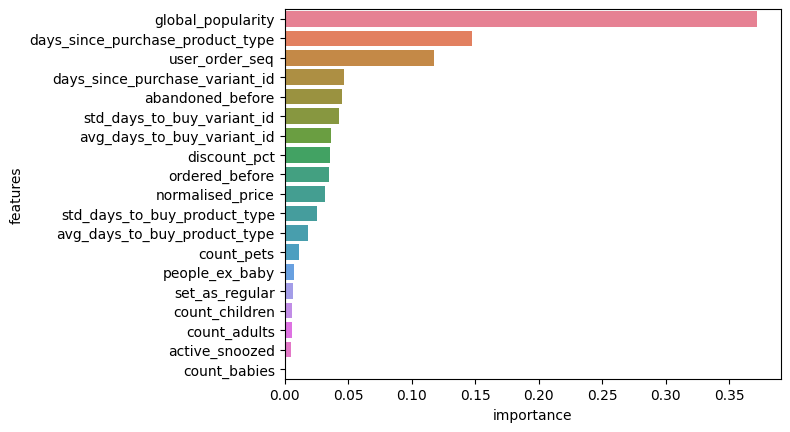 global_popularity
days_since_purchase_product_type
user_order_seq
days_since_purchase_variant_id
abandoned_before
std_days_to_buy_variant_id
avg_days_to_buy_variant_id
discount_pct
ordered_before
normalised_price
std_days_to_buy_product_type
avg_days_to_buy_product_type
count_pets
people_ex_baby
set_as_regular
count_children
count_adults
active_snoozed
count_babies
features
0.00 0.05 0.10 0.15 0.20 0.25 0.30 0.35
importance